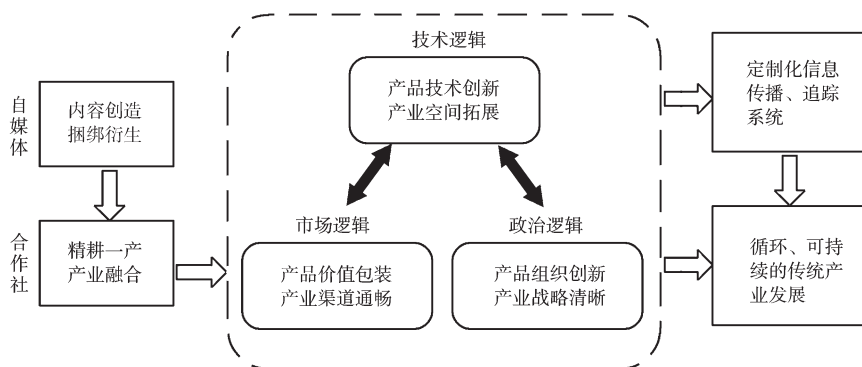 自媒体
内容创造
捆绑衍生
合作社
精耕一产
产业融合
技术逻辑
产品技术创新
产业空间拓展
市场逻辑
产品价值包装
产业渠道通畅
政治逻辑
产品组织创新
产业战略清晰
定制化信息
传播、追踪
系统
循环、可持
续的传统产
业发展